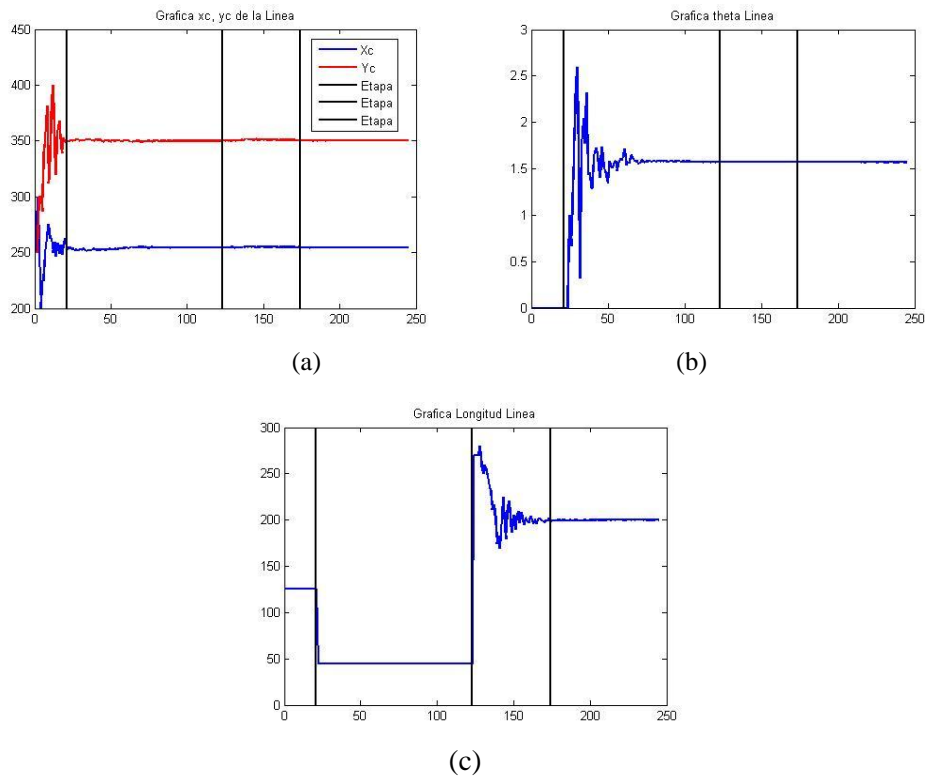 Grafica xc, yc de la Linea
450
400
350
300
250
200
0 50 100 150 200 250
Xc
Yc
Etapa
Etapa
Etapa
(a)
Grafica theta Linea
3
2.5
2
1.5
1
0.5
0
0 50 100 150 200 250
(b)
Grafica Longitud Linea
300
250
200
150
100
50
0
0 50 100 150 200 250
(c)